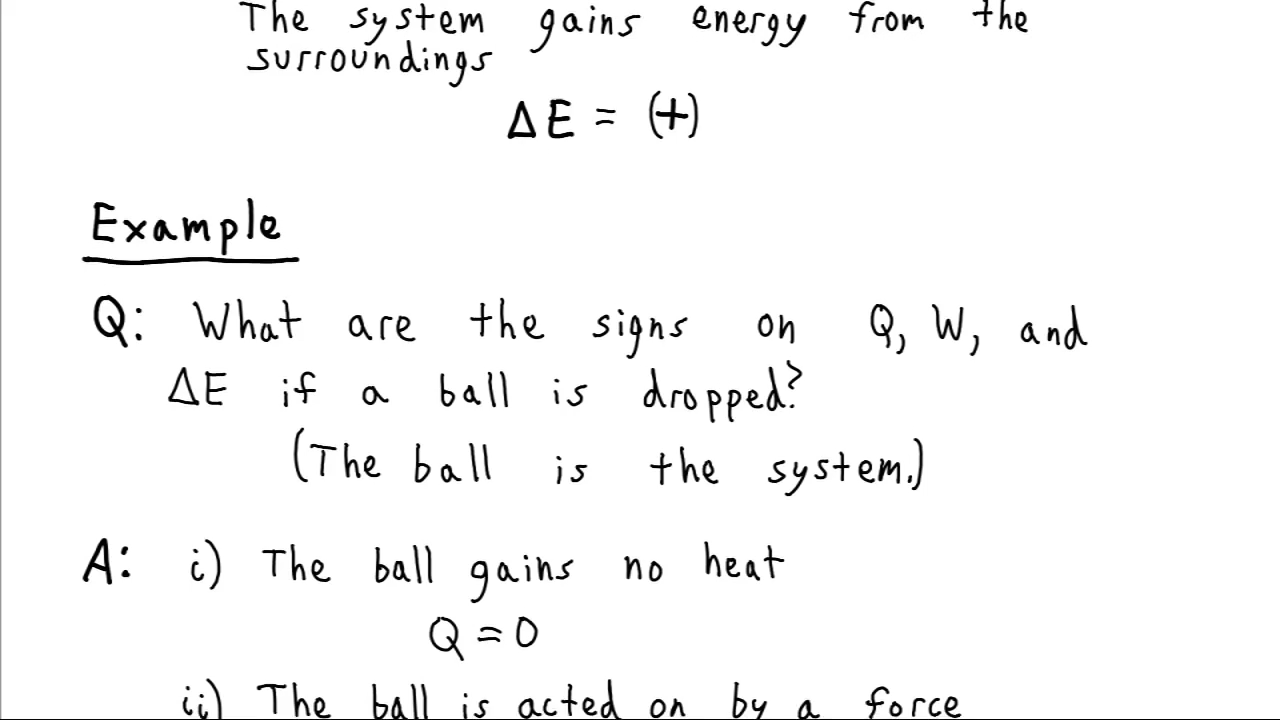 The system gains energy from the
surroundings
ΔE = (+)
Example
Q: What are the signs on Q, W, and
ΔE if a ball is dropped?
(The ball is the system.)
A: i) The ball gains no heat
Q = 0
ii) The ball is acted on by a force